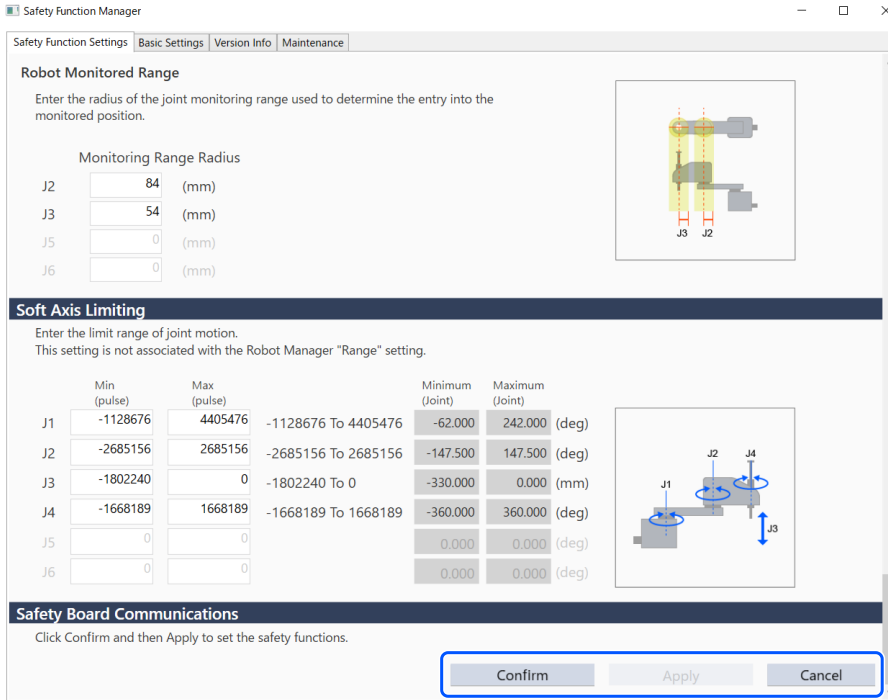 Safety Function Manager
Safety Function Settings Basic Settings Version Info Maintenance
Robot Monitored Range
Enter the radius of the joint monitoring range used to determine the entry into the
monitored position.
Monitoring Range Radius
J2 84 (mm)
J3 54 (mm)
J5 0 (mm)
J6 0 (mm)
J3 J2
Soft Axis Limiting
Enter the limit range of joint motion.
This setting is not associated with the Robot Manager "Range" setting.
Min Max Minimum Maximum
(pulse) (pulse) (Joint) (Joint)
J1 -1128676 4405476 -1128676 To 4405476 -62.000 242.000 (deg)
J2 -2685156 2685156 -2685156 To 2685156 -147.500 147.500 (deg)
J3 -1802240 0 -1802240 To 0 -330.000 0.000 (mm)
J4 -1668189 1668189 -1668189 To 1668189 -360.000 360.000 (deg)
J5 0 0 0.000 0.000 (deg)
J6 0 0 0.000 0.000 (deg)
J2 J4
J1
J3
Safety Board Communications
Click Confirm and then Apply to set the safety functions.
Confirm Apply Cancel